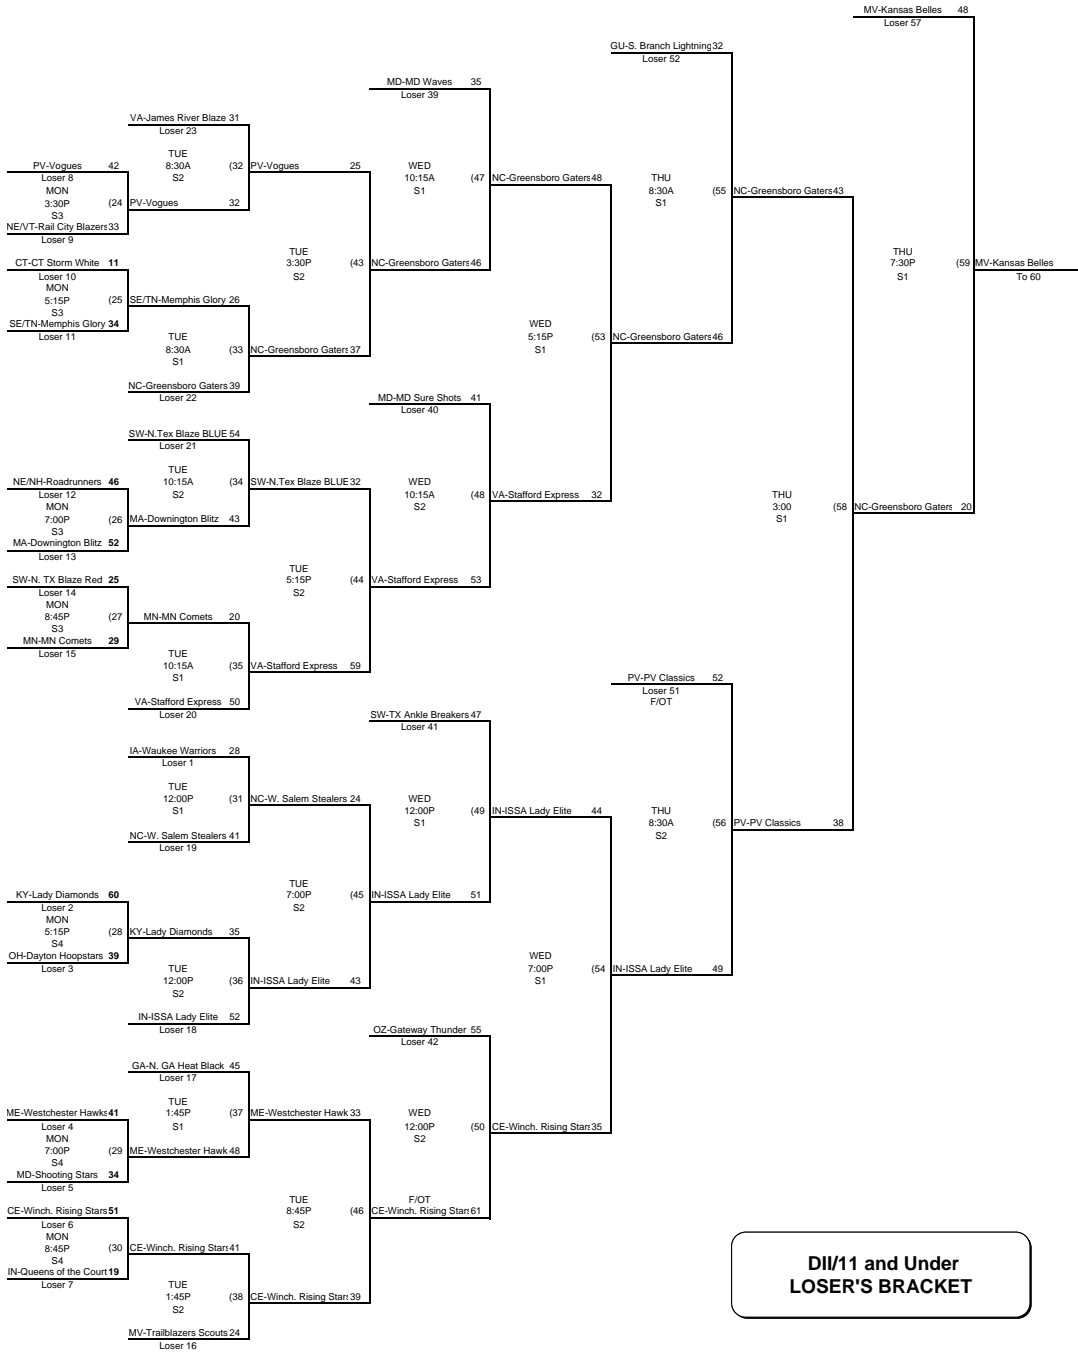 MV-Kansas Belles 48
Loser 57
GU-S. Branch Lightning 32
Loser 52
MD-MD Waves 35
Loser 39
VA-James River Blaze 31
Loser 23
TUE
8:30A (32 PV-Vogues 25
S2
PV-Vogues 42
Loser 8
MON
3:30P (24 PV-Vogues 32
S3
NE/VT-Rail City Blazers 33
Loser 9
WED
10:15A (47 NC-Greensboro Gaters 48
S1
THU
8:30A (55 NC-Greensboro Gaters 43
S1
TUE
3:30P (43 NC-Greensboro Gaters 46
S2
THU
7:30P (59 MV-Kansas Belles
S1
To 60
CT-CT Storm White 11
Loser 10
MON
5:15P (25 SE/TN-Memphis Glory 26
S3
SE/TN-Memphis Glory 34
Loser 11
TUE
8:30A (33 NC-Greensboro Gaters 37
S1
NC-Greensboro Gaters 39
Loser 22
WED
5:15P (53 NC-Greensboro Gaters 46
S1
MD-MD Sure Shots 41
Loser 40
SW-N.Tex Blaze BLUE 54
Loser 21
TUE
10:15A (34 SW-N.Tex Blaze BLUE 32
S2
NE/NH-Roadrunners 46
Loser 12
MON
7:00P (26 MA-Downington Blitz 43
S3
MA-Downington Blitz 52
Loser 13
WED
10:15A (48 VA-Stafford Express 32
S2
THU
3:00 (58 NC-Greensboro Gaters 20
S1
TUE
5:15P (44 VA-Stafford Express 53
S2
SW-N. TX Blaze Red 25
Loser 14
MON
8:45P (27 MN-MN Comets 20
S3
MN-MN Comets 29
Loser 15
TUE
10:15A (35 VA-Stafford Express 59
S1
VA-Stafford Express 50
Loser 20
PV-PV Classics 52
Loser 51
F/OT
SW-TX Ankle Breakers 47
Loser 41
IA-Waukee Warriors 28
Loser 1
TUE
12:00P (31 NC-W. Salem Stealers 24
S1
NC-W. Salem Stealers 41
Loser 19
WED
12:00P (49 IN-ISSA Lady Elite 44
S1
THU
8:30A (56 PV-PV Classics 38
S2
TUE
7:00P (45 IN-ISSA Lady Elite 51
S2
KY-Lady Diamonds 60
Loser 2
MON
5:15P (28 KY-Lady Diamonds 35
S4
OH-Dayton Hoopstars 39
Loser 3
TUE
12:00P (36 IN-ISSA Lady Elite 43
S2
IN-ISSA Lady Elite 52
Loser 18
WED
7:00P (54 IN-ISSA Lady Elite 49
S1
OZ-Gateway Thunder 55
Loser 42
GA-N. GA Heat Black 45
Loser 17
TUE
1:45P (37 ME-Westchester Hawk 33
S1
ME-Westchester Hawks 41
Loser 4
MON
7:00P (29 ME-Westchester Hawk 48
S4
MD-Shooting Stars 34
Loser 5
WED
12:00P (50 CE-Winch. Rising Stars 35
S2
TUE
8:45P (46 CE-Winch. Rising Stars 61
S2
F/OT
CE-Winch. Rising Stars 51
Loser 6
MON
8:45P (30 CE-Winch. Rising Stars 41
S4
IN-Queens of the Court 19
Loser 7
TUE
1:45P (38 CE-Winch. Rising Stars 39
S2
MV-Trailblazers Scouts 24
Loser 16
DII/11 and Under
LOSER'S BRACKET